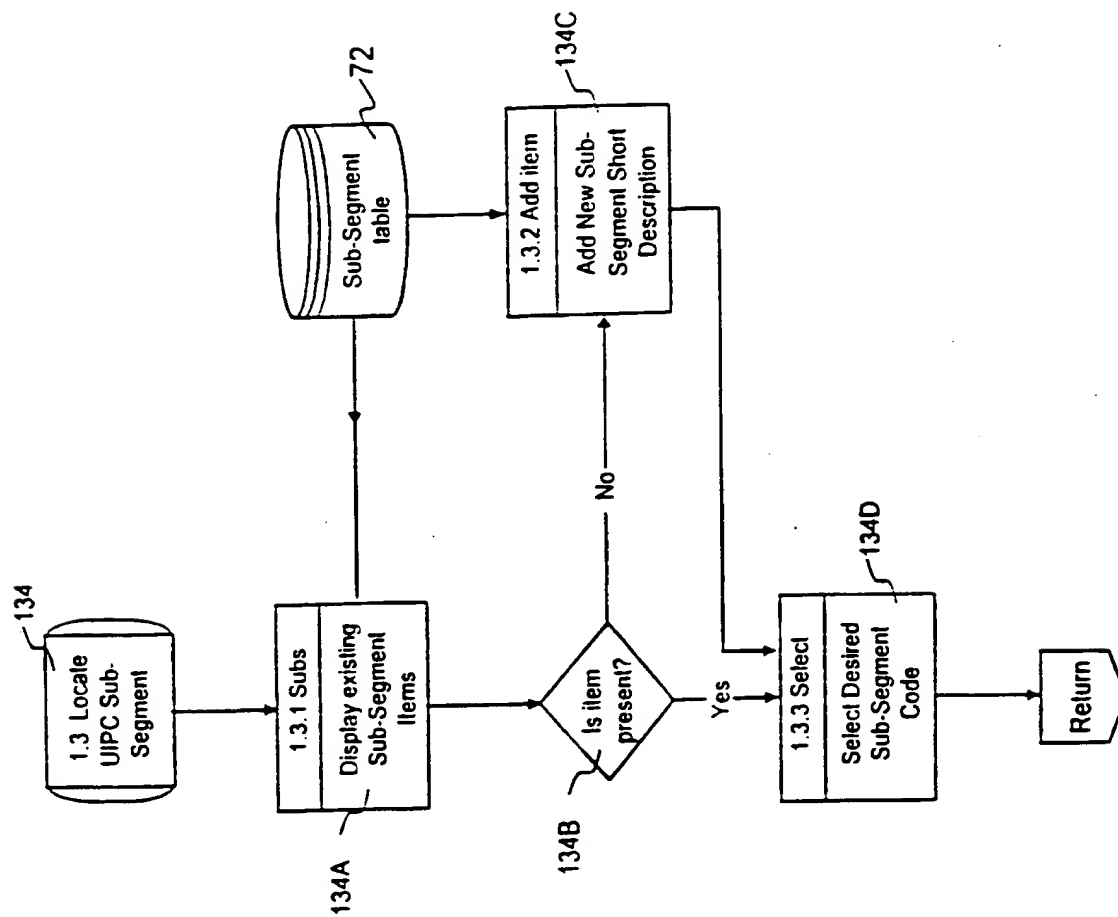 134
1.3 Locate
UIPC Sub-
Segment
72
Sub-Segment
table
1.3.1 Subs
Display existing
Sub-Segment
Items
134A
134C
1.3.2 Add item
Add New Sub-
Segment Short
Description
134B
Is item
present?
No
Yes
134D
1.3.3 Select
Select Desired
Sub-Segment
Code
Return